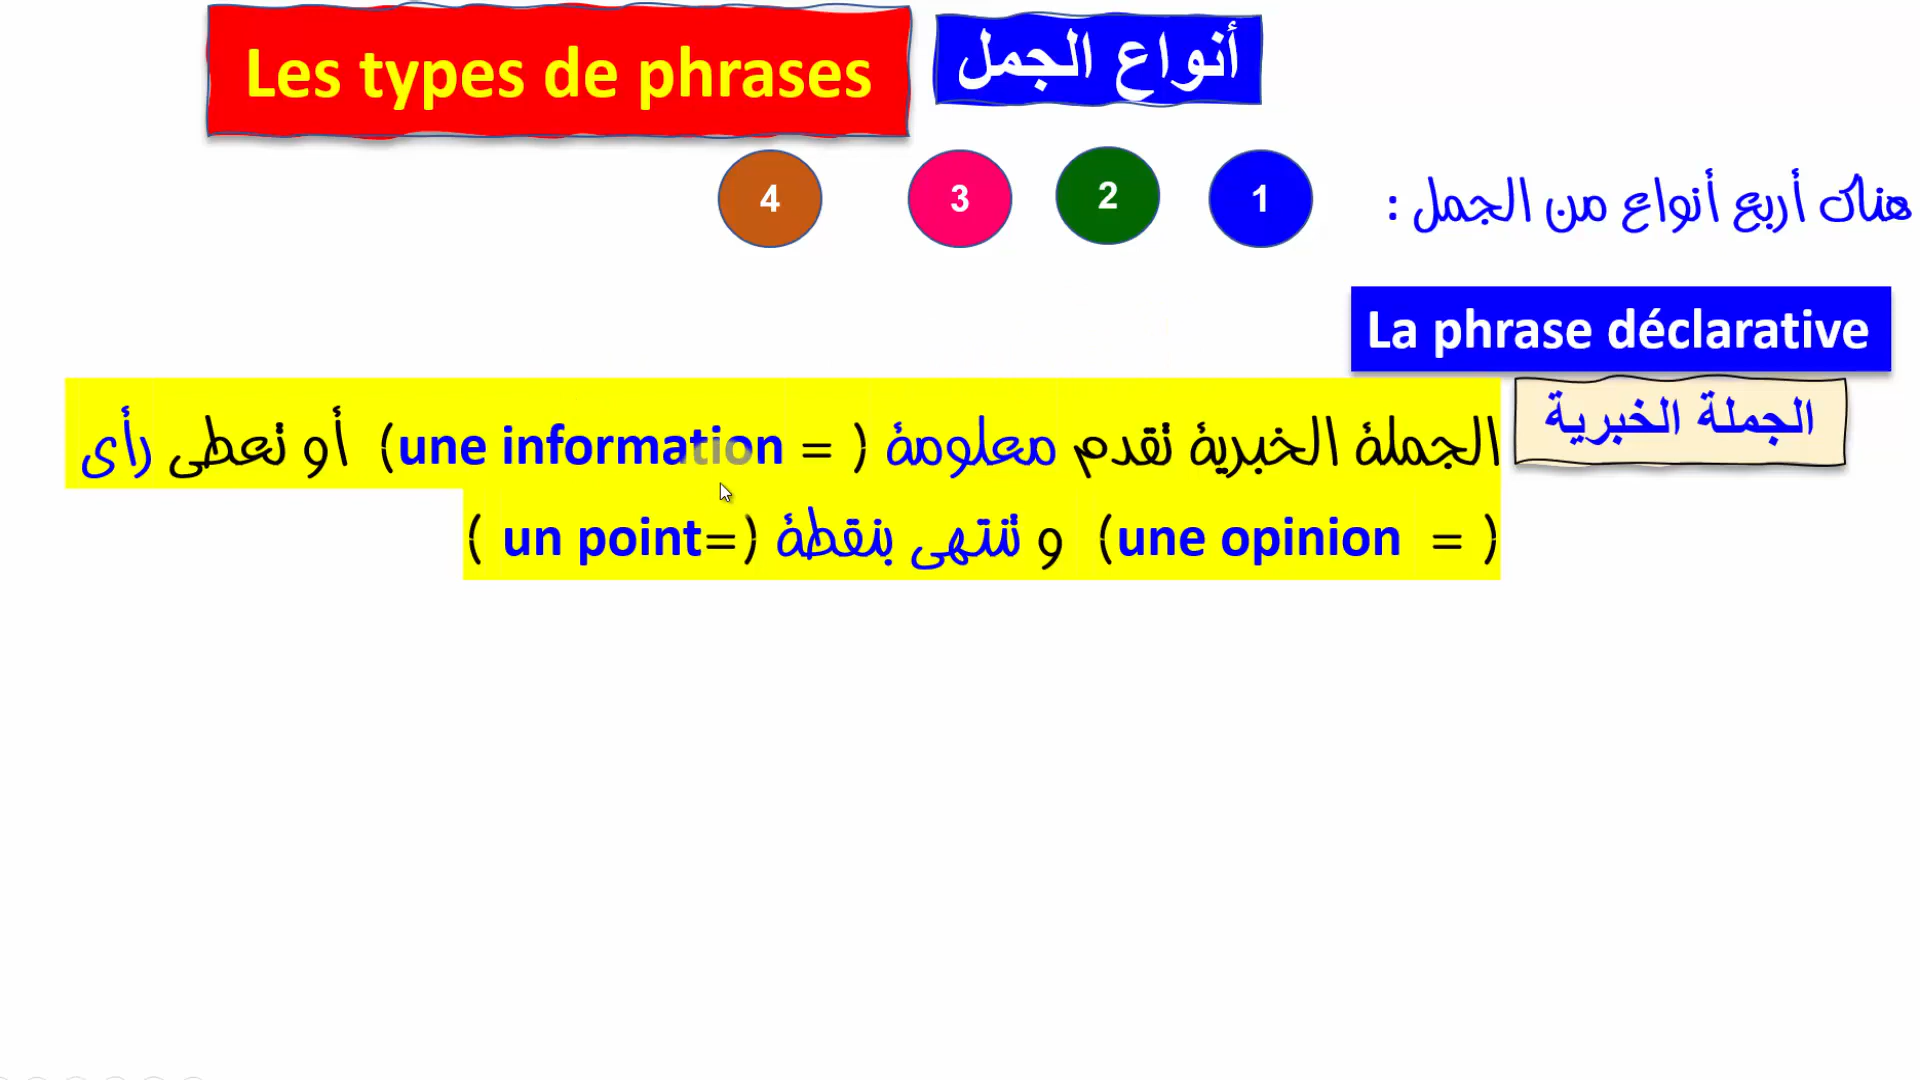 Les types de phrases
أنواع الجمل
هناك أربع أنواع من الجمل :
1
2
3
4
La phrase déclarative
الجملة الخبرية
الجملة الخبرية تقدم معلومة ( = une information) أو تعطى رأى
( = une opinion) و تنتهى بنقطة (=un point )